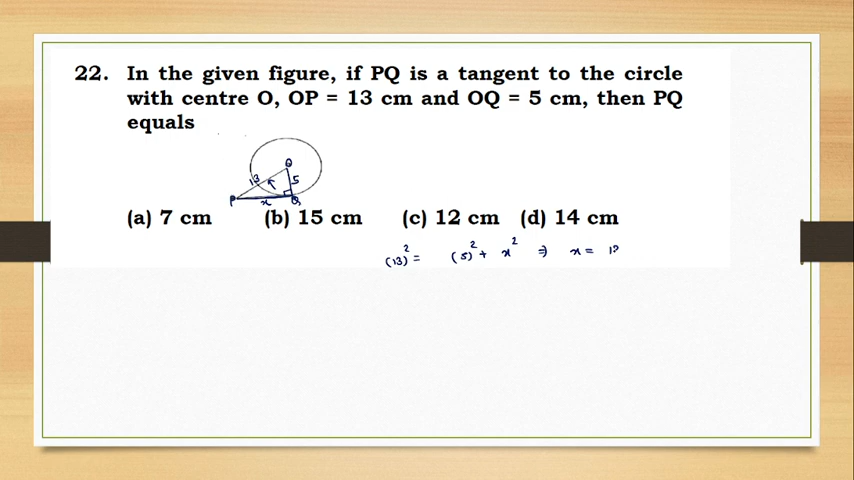 22. In the given figure, if PQ is a tangent to the circle
with centre O, OP = 13 cm and OQ = 5 cm, then PQ
equals
O
13
5
P
x
Q
(a) 7 cm (b) 15 cm (c) 12 cm (d) 14 cm
(13)² = (5)² + x² ⇒ x =